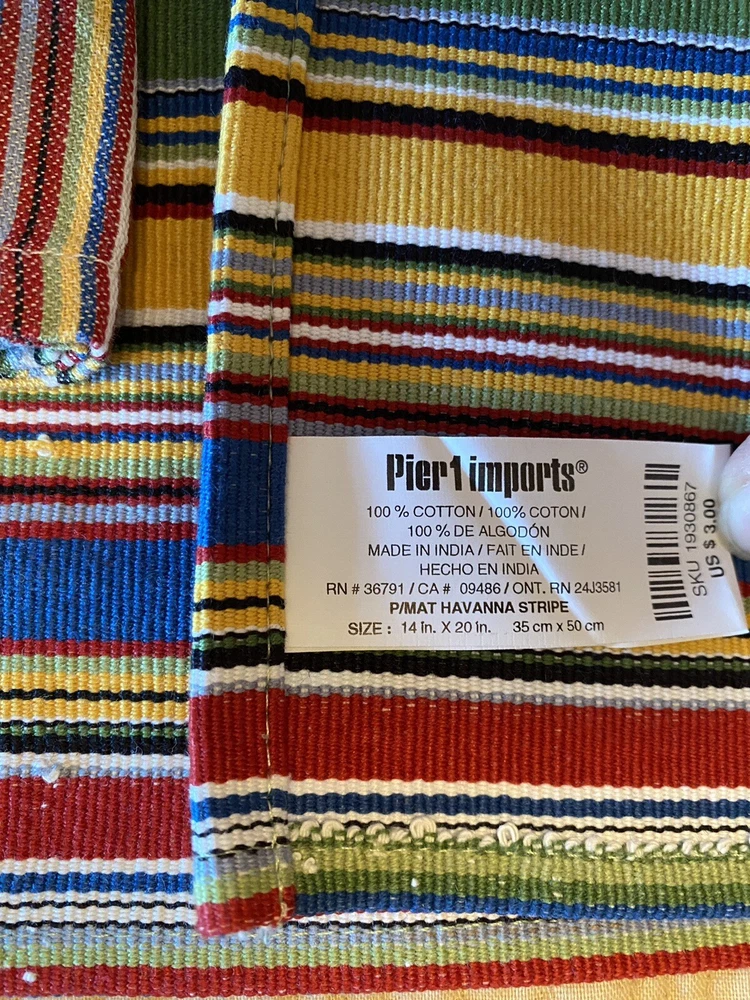 Pier1 imports®
100 % COTTON / 100% COTON /
100 % DE ALGODÓN
MADE IN INDIA / FAIT EN INDE /
HECHO EN INDIA
RN # 36791 / CA # 09486 / ONT. RN 24J3581
P/MAT HAVANNA STRIPE
SIZE : 14 in. X 20 in. 35 cm x 50 cm
SKU 1930867
US $ 3.00